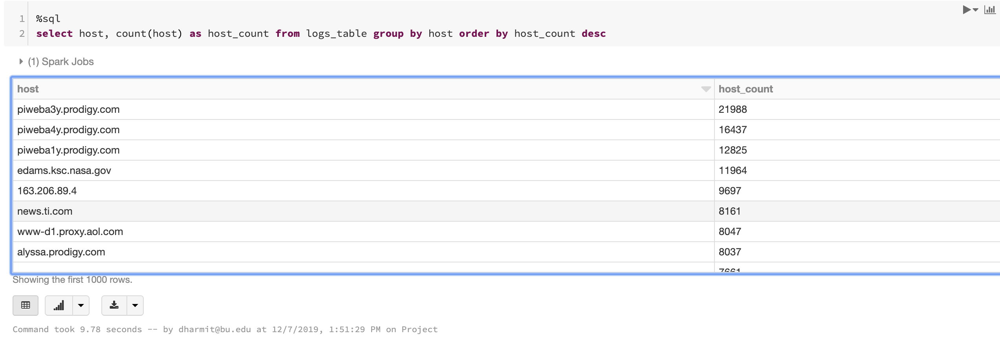 1 %sql
2 select host, count(host) as host_count from logs_table group by host order by host_count desc
(1) Spark Jobs
host host_count
piweba3y.prodigy.com 21988
piweba4y.prodigy.com 16437
piweba1y.prodigy.com 12825
edams.ksc.nasa.gov 11964
163.206.89.4 9697
news.ti.com 8161
www-d1.proxy.aol.com 8047
alyssa.prodigy.com 8037
7661
Showing the first 1000 rows.
Command took 9.78 seconds -- by dharmit@bu.edu at 12/7/2019, 1:51:29 PM on Project